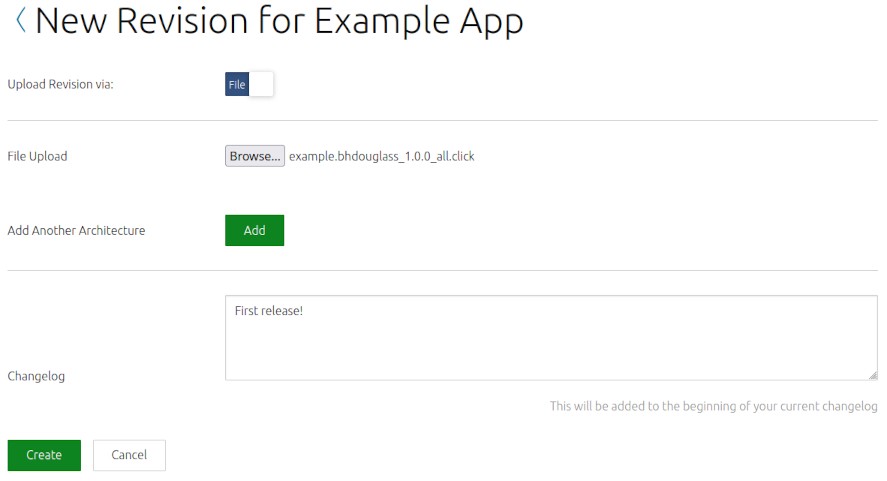 New Revision for Example App
Upload Revision via: File
File Upload Browse... example.bhdouglass_1.0.0_all.click
Add Another Architecture Add
First release!
Changelog
This will be added to the beginning of your current changelog
Create Cancel